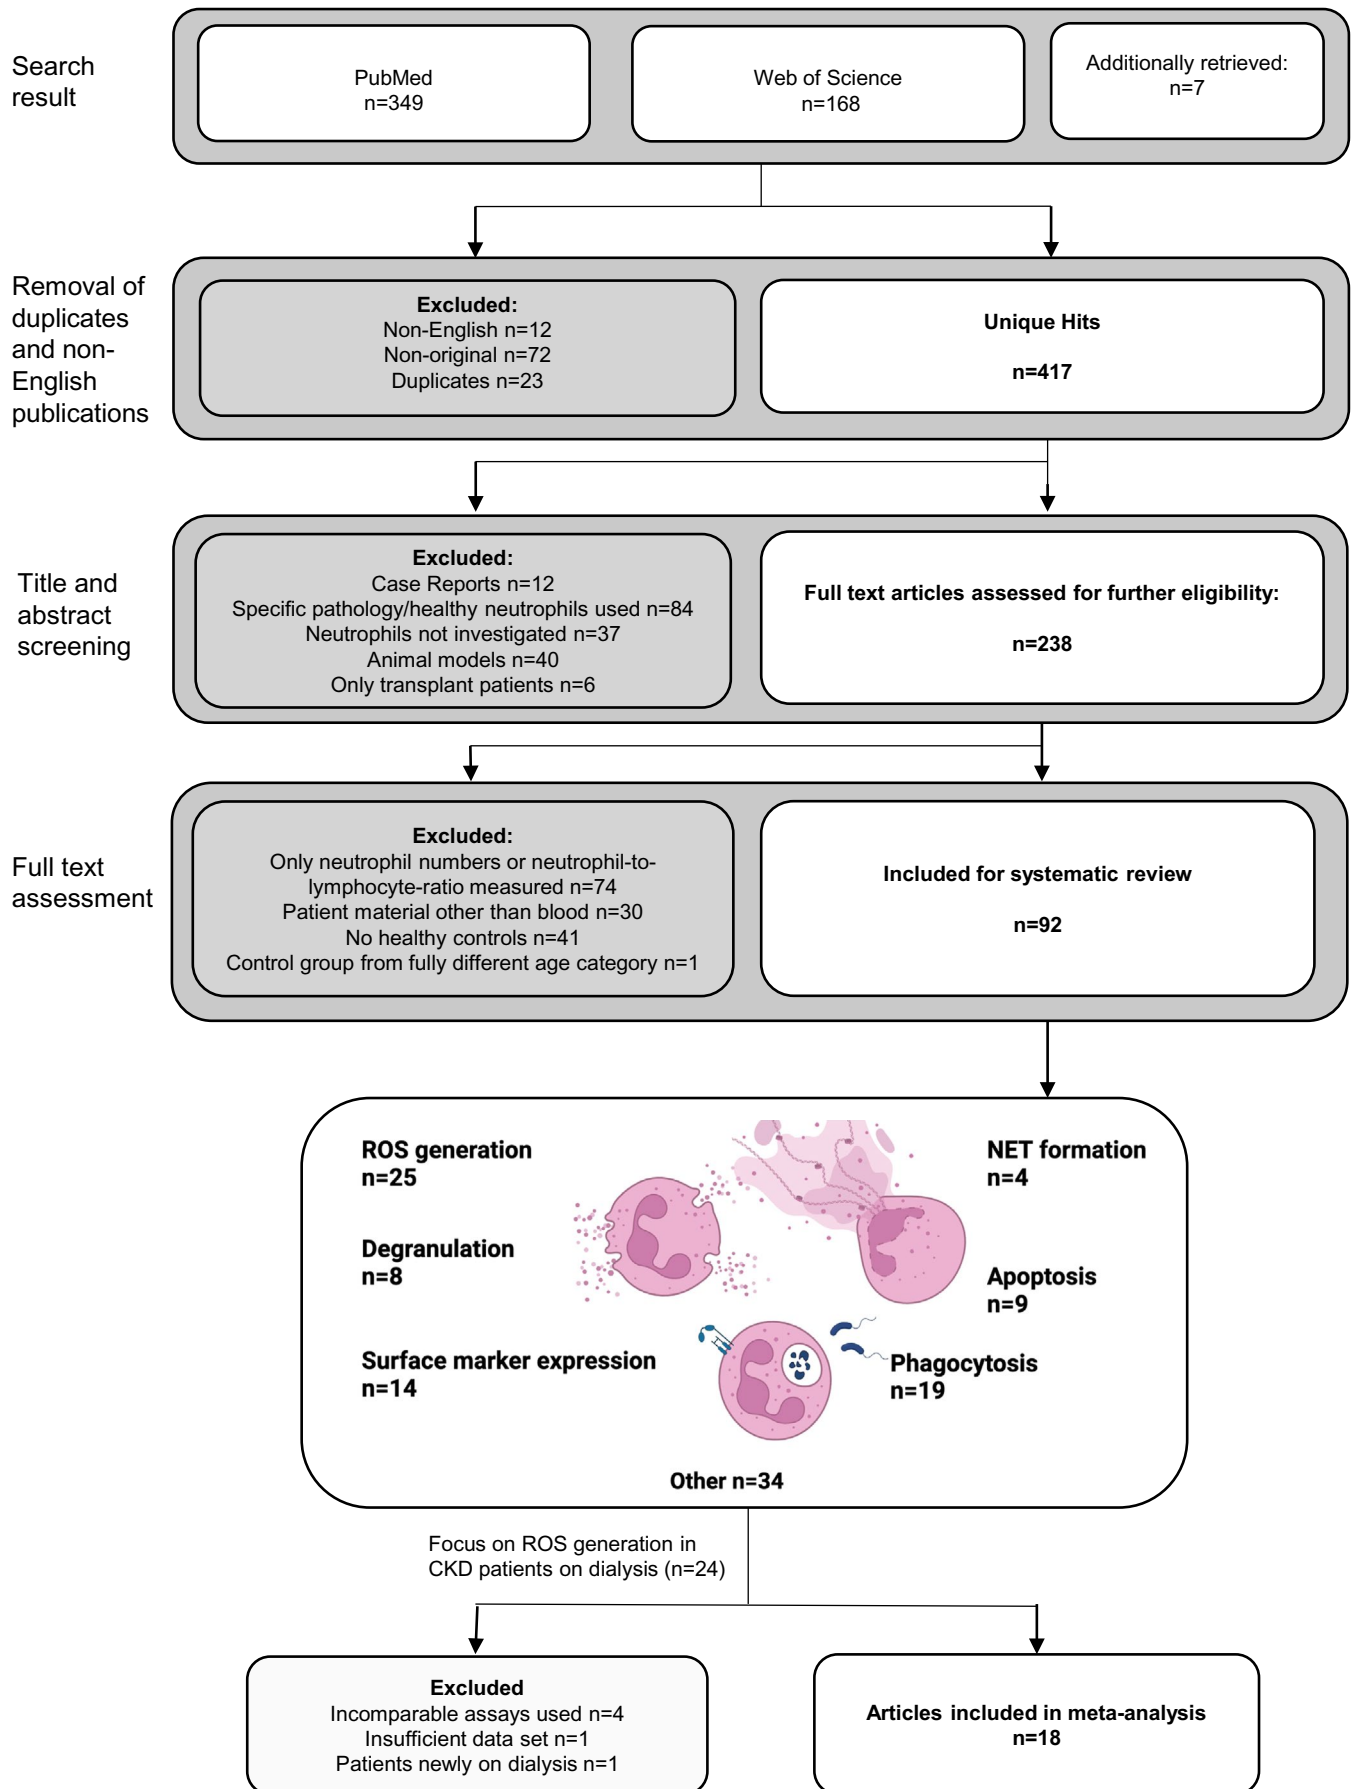 Search
result
PubMed
n=349
Web of Science
n=168
Additionally retrieved:
n=7
Removal of
duplicates
and non-
English
publications
Excluded:
Non-English n=12
Non-original n=72
Duplicates n=23
Unique Hits
n=417
Title and
abstract
screening
Excluded:
Case Reports n=12
Specific pathology/healthy neutrophils used n=84
Neutrophils not investigated n=37
Animal models n=40
Only transplant patients n=6
Full text articles assessed for further eligibility:
n=238
Full text
assessment
Excluded:
Only neutrophil numbers or neutrophil-to-
lymphocyte-ratio measured n=74
Patient material other than blood n=30
No healthy controls n=41
Control group from fully different age category n=1
Included for systematic review
n=92
ROS generation
n=25
NET formation
n=4
Degranulation
n=8
Apoptosis
n=9
Surface marker expression
n=14
Phagocytosis
n=19
Other n=34
Focus on ROS generation in
CKD patients on dialysis (n=24)
Excluded
Incomparable assays used n=4
Insufficient data set n=1
Patients newly on dialysis n=1
Articles included in meta-analysis
n=18